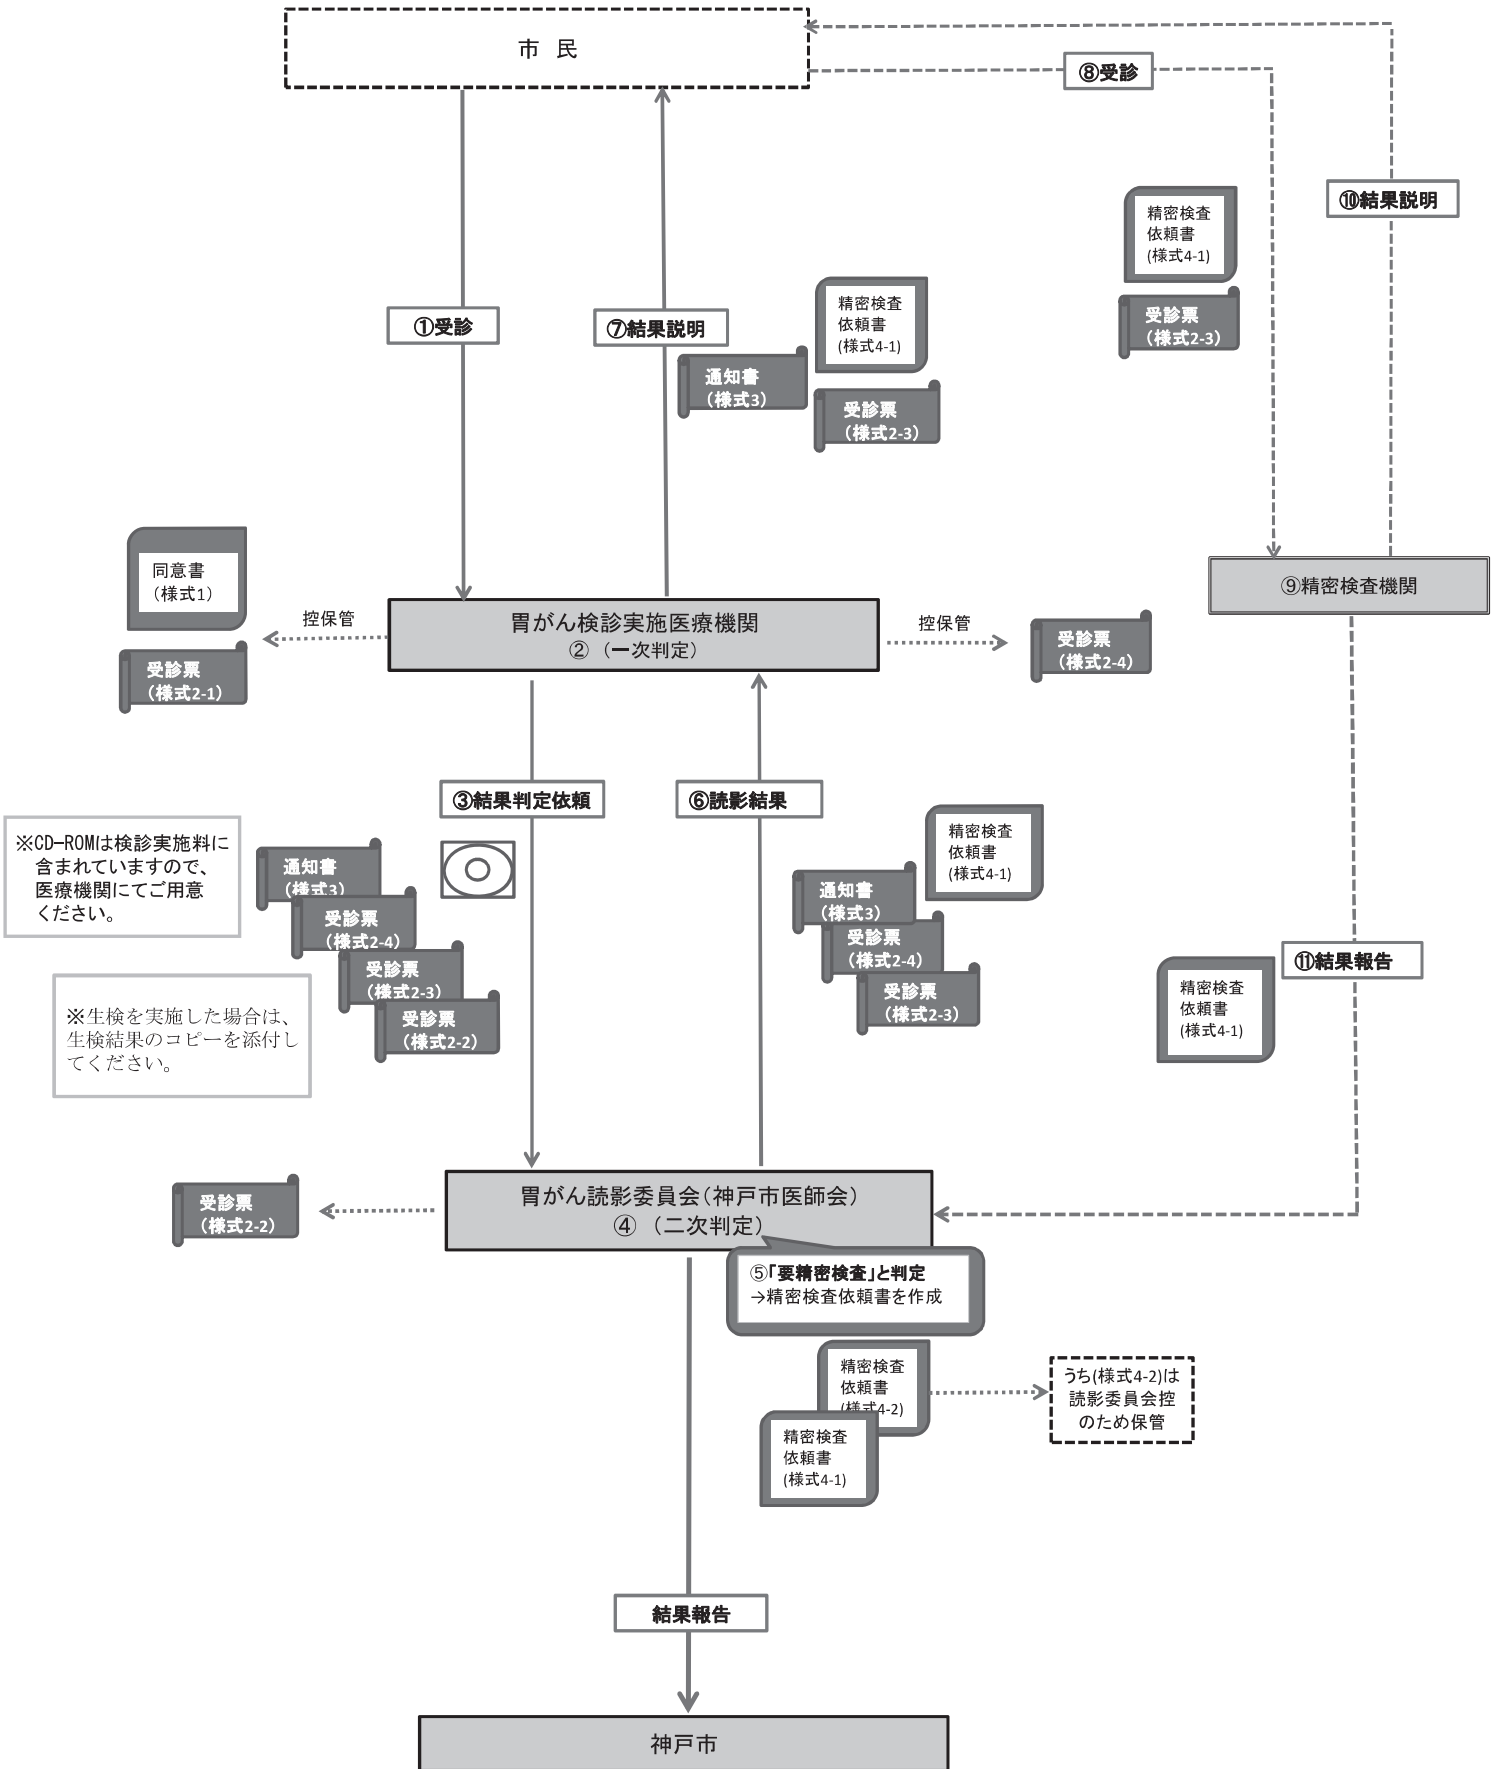 市 民
⑧受診
⑩結果説明
精密検査
依頼書
(様式4-1)
受診票
(様式2-3)
①受診
⑦結果説明
精密検査
依頼書
(様式4-1)
通知書
(様式3)
受診票
(様式2-3)
同意書
(様式1)
控保管
受診票
(様式2-1)
胃がん検診実施医療機関
② (一次判定)
控保管
受診票
(様式2-4)
⑨精密検査機関
③結果判定依頼
⑥読影結果
※CD-ROMは検診実施料に
含まれていますので、
医療機関にてご用意
ください。
通知書
(様式3)
受診票
(様式2-4)
受診票
(様式2-3)
受診票
(様式2-2)
精密検査
依頼書
(様式4-1)
通知書
(様式3)
受診票
(様式2-4)
受診票
(様式2-3)
※生検を実施した場合は、
生検結果のコピーを添付し
てください。
⑪結果報告
精密検査
依頼書
(様式4-1)
受診票
(様式2-2)
胃がん読影委員会(神戸市医師会)
④ (二次判定)
⑤「要精密検査」と判定
→精密検査依頼書を作成
精密検査
依頼書
(様式4-2)
精密検査
依頼書
(様式4-1)
うち(様式4-2)は
読影委員会控
のため保管
結果報告
神戸市